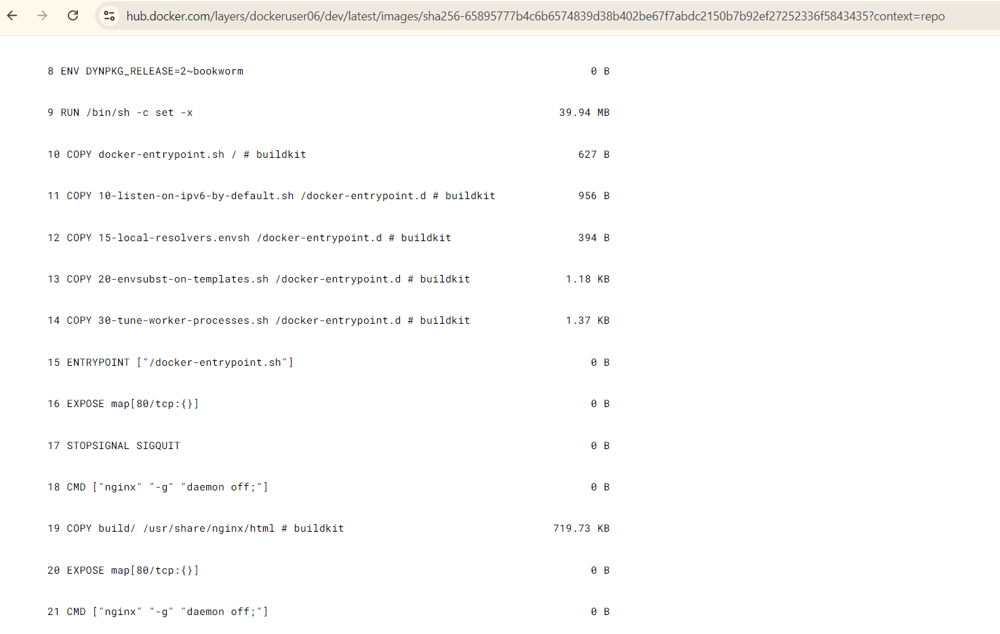 hub.docker.com/layers/dockeruser06/dev/latest/images/sha256-65895777b4c6b6574839d38b402be67f7abdc2150b7b92ef27252336f5843435?context=repo
8 ENV DYNPKG_RELEASE=2~bookworm 0 B
9 RUN /bin/sh -c set -x 39.94 MB
10 COPY docker-entrypoint.sh / # buildkit 627 B
11 COPY 10-listen-on-ipv6-by-default.sh /docker-entrypoint.d # buildkit 956 B
12 COPY 15-local-resolvers.envsh /docker-entrypoint.d # buildkit 394 B
13 COPY 20-envsubst-on-templates.sh /docker-entrypoint.d # buildkit 1.18 KB
14 COPY 30-tune-worker-processes.sh /docker-entrypoint.d # buildkit 1.37 KB
15 ENTRYPOINT ["/docker-entrypoint.sh"] 0 B
16 EXPOSE map[80/tcp:{}] 0 B
17 STOPSIGNAL SIGQUIT 0 B
18 CMD ["nginx" "-g" "daemon off;"] 0 B
19 COPY build/ /usr/share/nginx/html # buildkit 719.73 KB
20 EXPOSE map[80/tcp:{}] 0 B
21 CMD ["nginx" "-g" "daemon off;"] 0 B